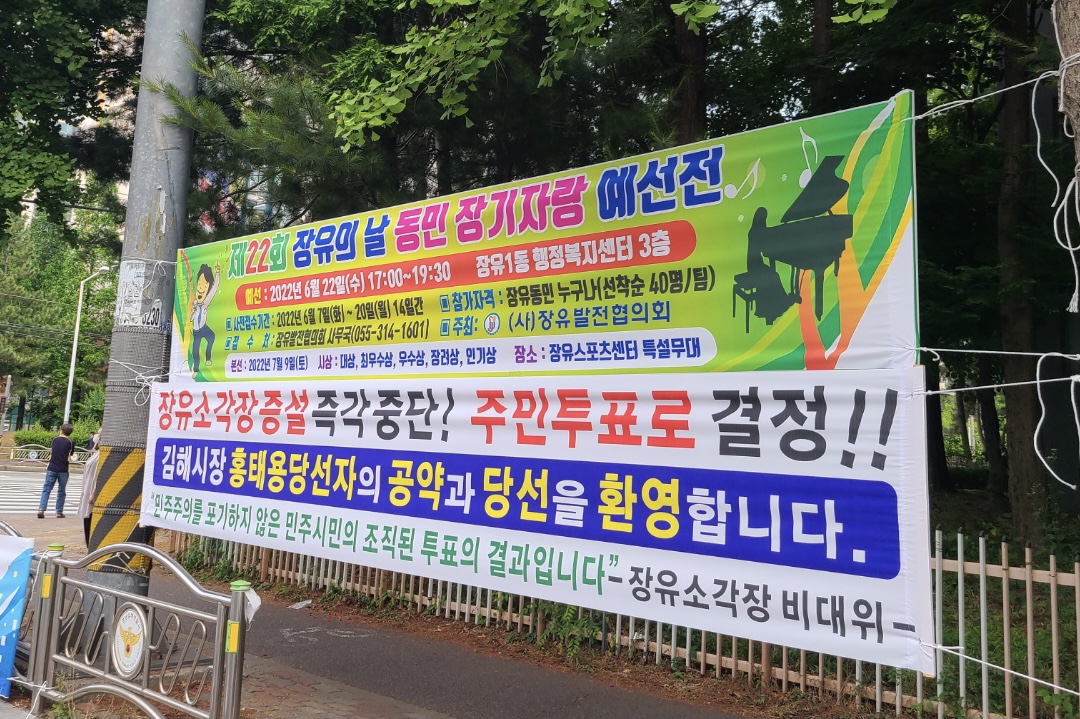 제22회 장유의 날 동민 장기자랑 예선전
예선 : 2022년 6월 22일(수) 17:00~19:30 장유1동 행정복지센터 3층
사전접수기간 : 2022년 6월 7일(화) ~ 20일(월) 14일간
참가자격 : 장유동민 누구나(선착순 40명/팀)
접 수 처 : 장유발전협의회 사무국(055-314-1601)
주최 : (사)장유발전협의회
본선 : 2022년 7월 9일(토) 시상 : 대상, 최우수상, 우수상, 장려상, 인기상 장소 : 장유스포츠센터 특설무대
장유소각장증설 즉각중단! 주민투표로 결정!!
김해시장 홍태용당선자의 공약과 당선을 환영합니다.
"민주주의를 포기하지 않은 민주시민의 조직된 투표의 결과입니다" - 장유소각장 비대위 -